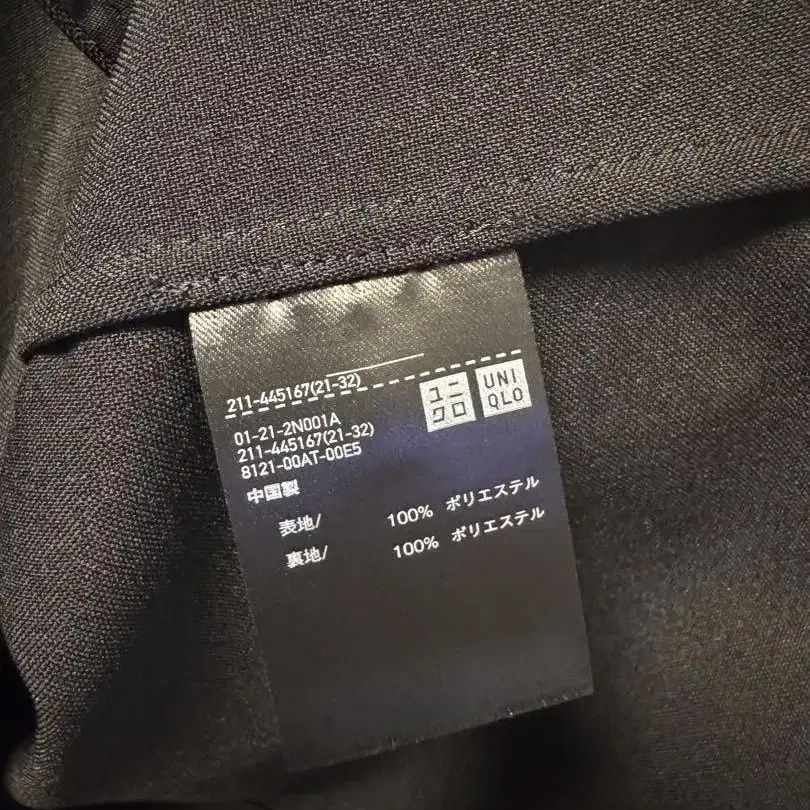 211-445167(21-32)
ユニ
クロ
UNI
QLO
01-21-2N001A
211-445167(21-32)
8121-00AT-00E5
中国製
表地/ 100% ポリエステル
裏地/ 100% ポリエステル